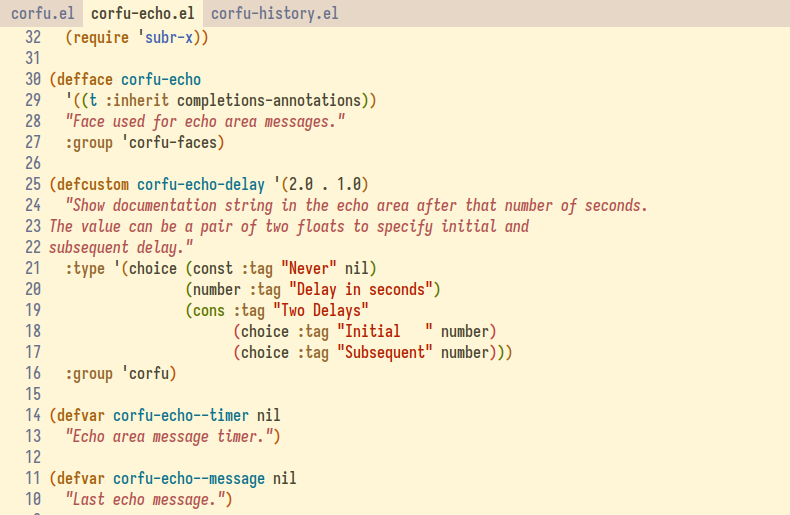 corfu.el corfu-echo.el corfu-history.el
32   (require 'subr-x))
31
30 (defface corfu-echo
29   '((t :inherit completions-annotations))
28   "Face used for echo area messages."
27   :group 'corfu-faces)
26
25 (defcustom corfu-echo-delay '(2.0 . 1.0)
24   "Show documentation string in the echo area after that number of seconds.
23 The value can be a pair of two floats to specify initial and
22 subsequent delay."
21   :type '(choice (const :tag "Never" nil)
20                  (number :tag "Delay in seconds")
19                  (cons :tag "Two Delays"
18                        (choice :tag "Initial   " number)
17                        (choice :tag "Subsequent" number)))
16   :group 'corfu)
15
14 (defvar corfu-echo--timer nil
13   "Echo area message timer.")
12
11 (defvar corfu-echo--message nil
10   "Last echo message.")